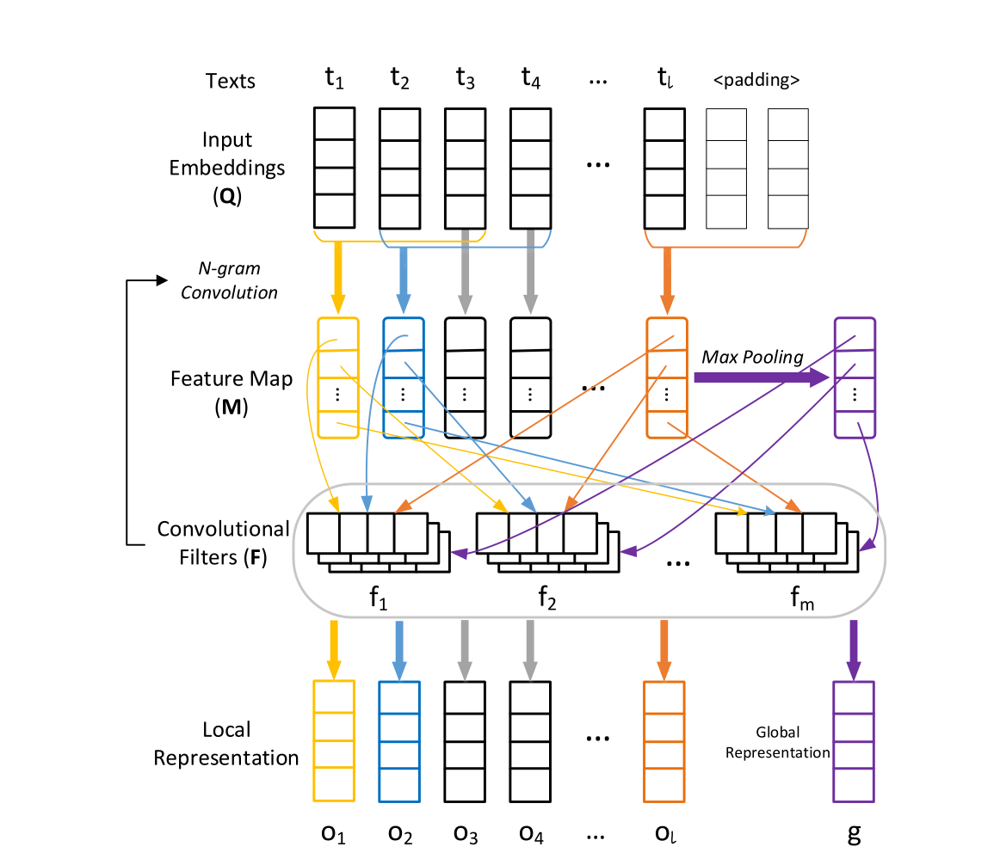 Texts t1 t2 t3 t4 ... tl <padding>
Input
Embeddings
(Q)
...
N-gram
Convolution
Feature Map
(M)
⋮ ⋮ ⋮ ⋮ ... ⋮ ⋮
Max Pooling
Convolutional
Filters (F)
...
f1 f2 fm
Local
Representation
...
Global
Representation
o1 o2 o3 o4 ... ol g